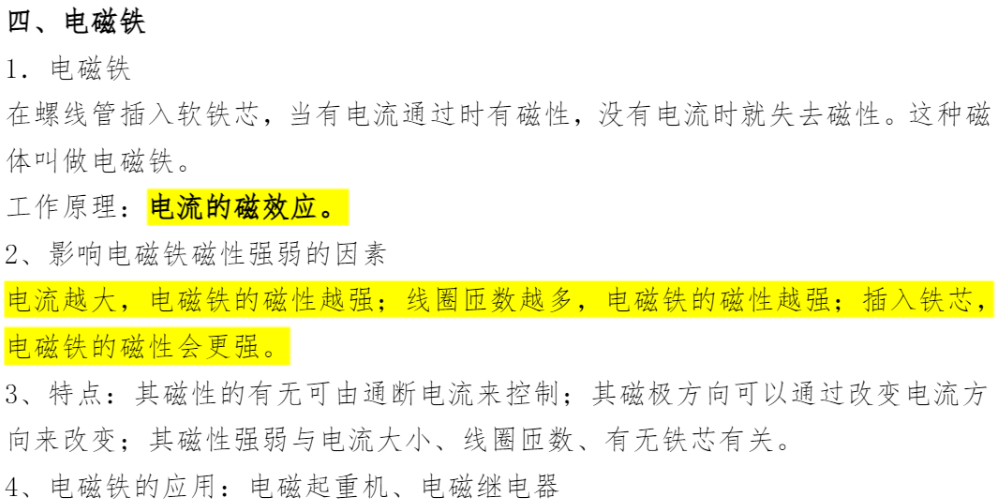 四、电磁铁
1．电磁铁
在螺线管插入软铁芯，当有电流通过时有磁性，没有电流时就失去磁性。这种磁
体叫做电磁铁。
工作原理：电流的磁效应。
2、影响电磁铁磁性强弱的因素
电流越大，电磁铁的磁性越强；线圈匝数越多，电磁铁的磁性越强；插入铁芯，
电磁铁的磁性会更强。
3、特点：其磁性的有无可由通断电流来控制；其磁极方向可以通过改变电流方
向来改变；其磁性强弱与电流大小、线圈匝数、有无铁芯有关。
4、电磁铁的应用：电磁起重机、电磁继电器